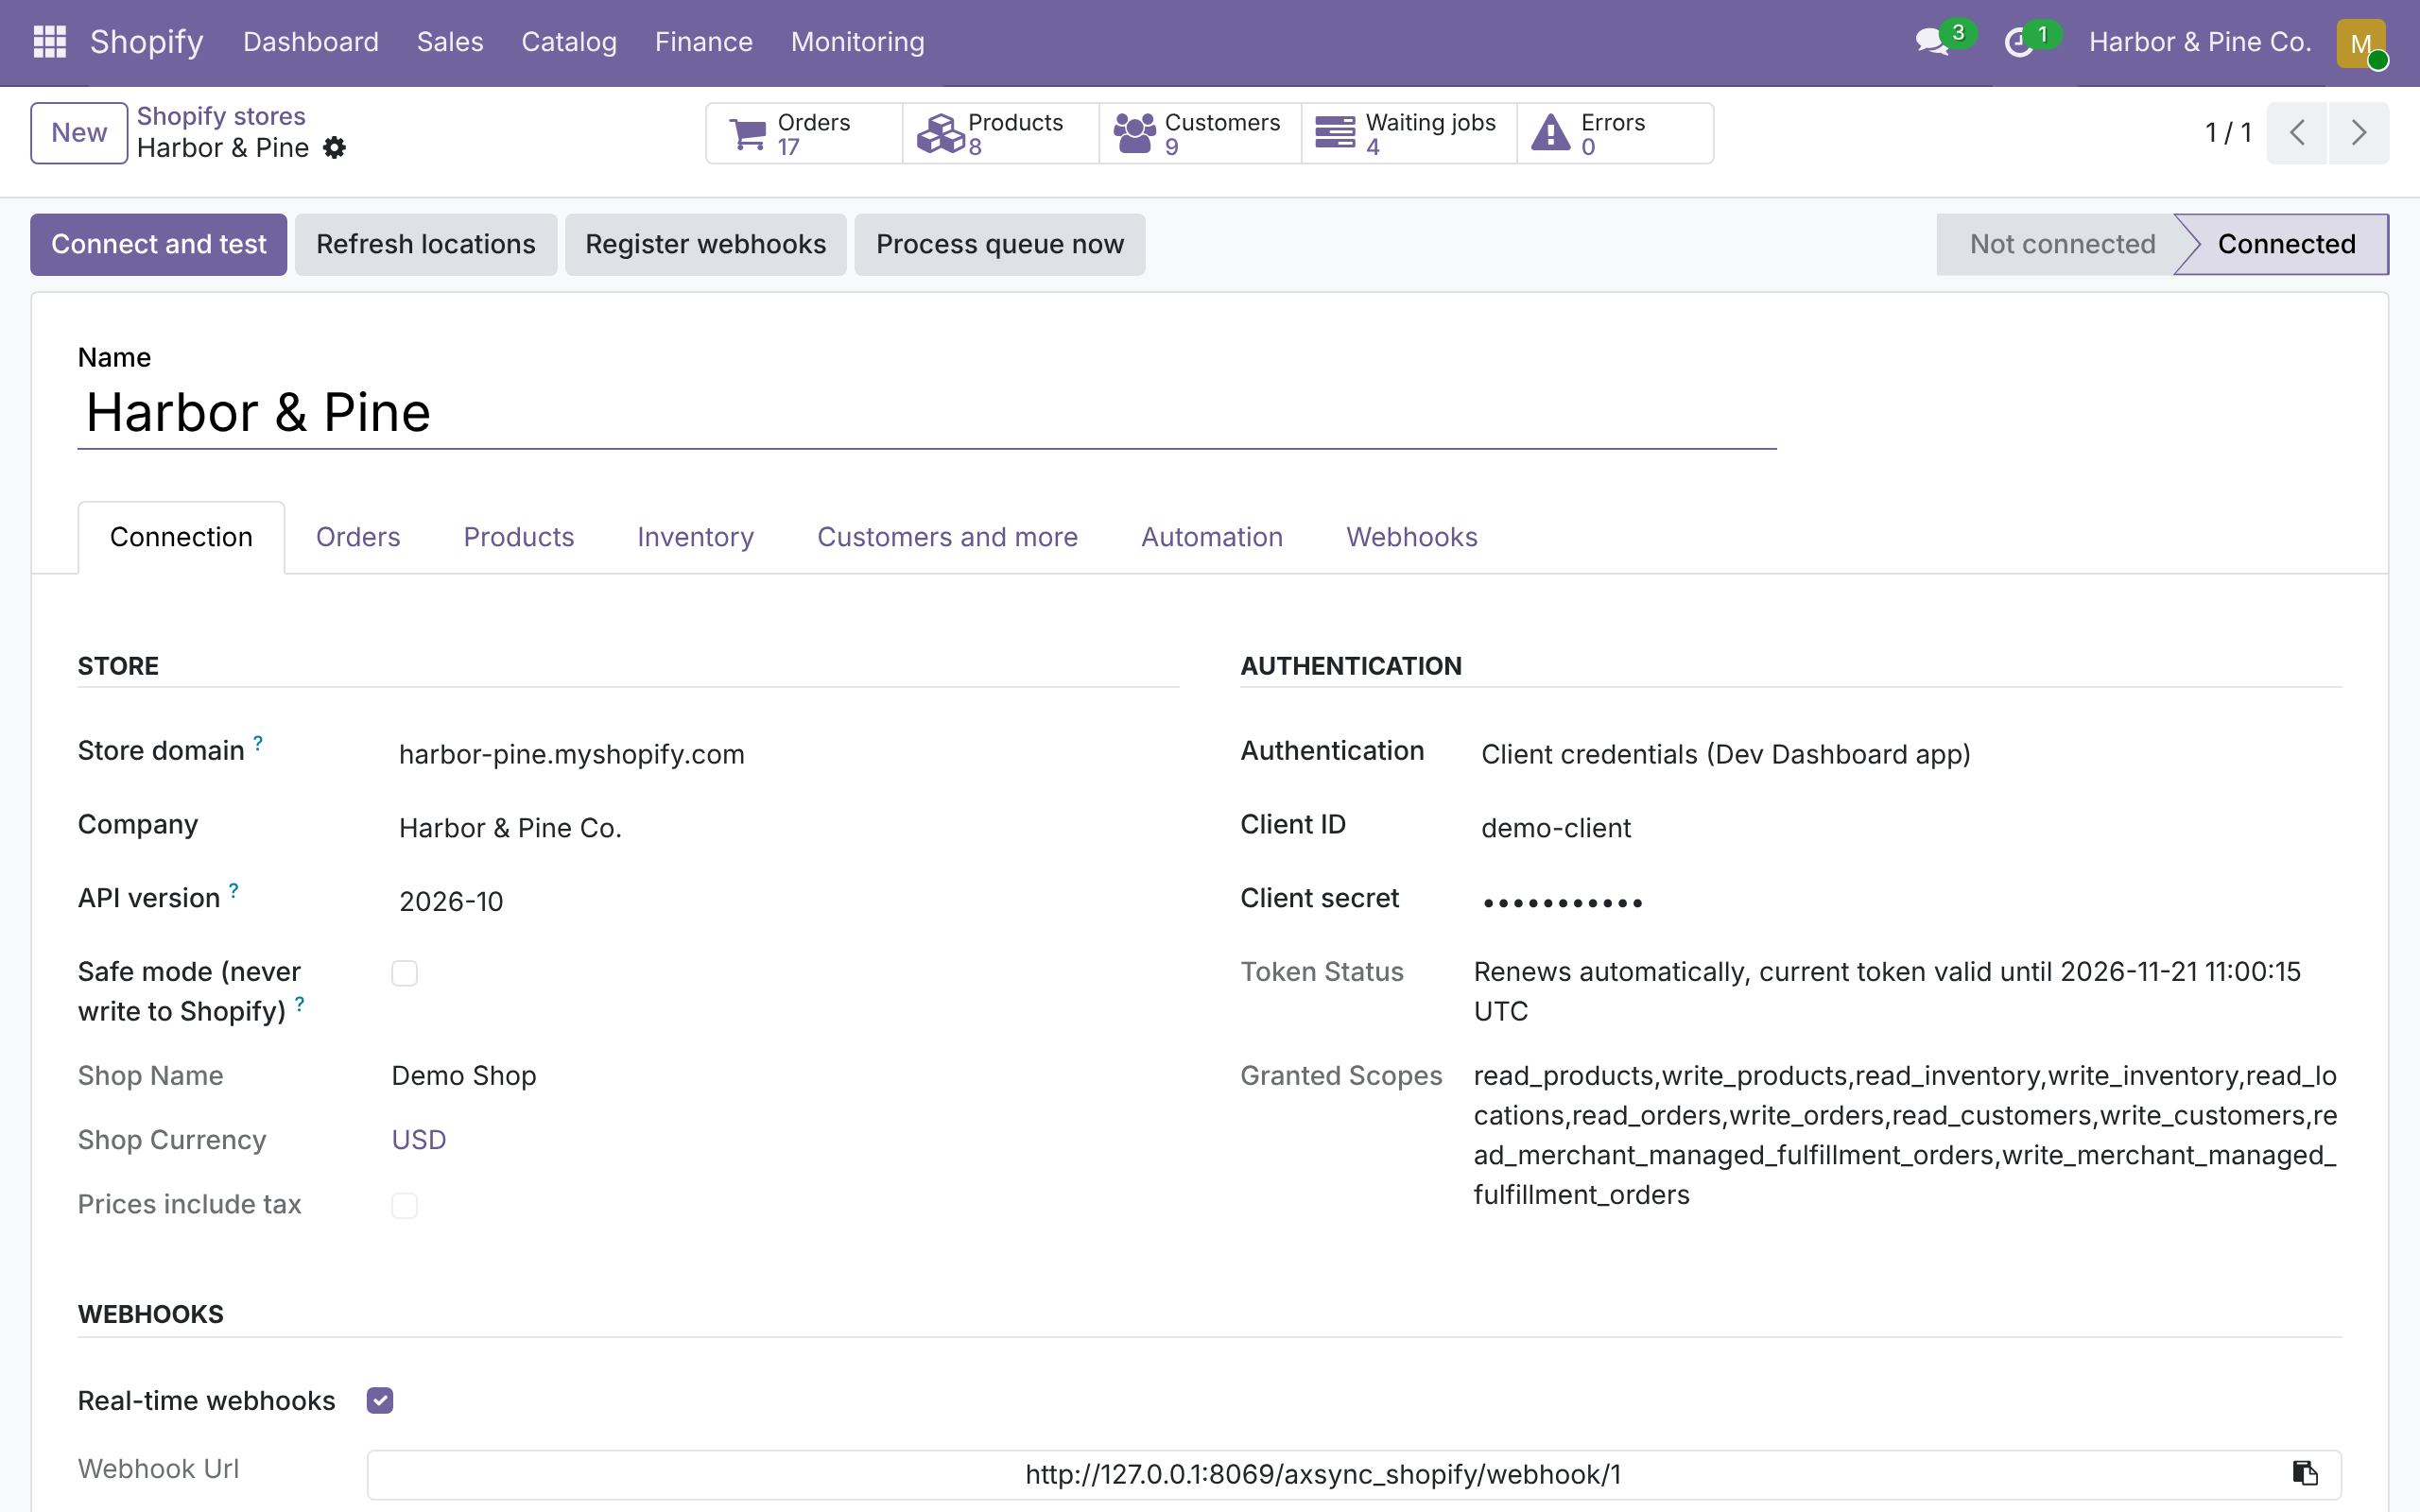 Shopify Dashboard Sales Catalog Finance Monitoring 3 1 Harbor & Pine Co. M
New Shopify stores
Harbor & Pine
Orders 17
Products 8
Customers 9
Waiting jobs 4
Errors 0
1 / 1
Connect and test Refresh locations Register webhooks Process queue now Not connected Connected
Name
Harbor & Pine
Connection Orders Products Inventory Customers and more Automation Webhooks
STORE
Store domain ? harbor-pine.myshopify.com
Company Harbor & Pine Co.
API version ? 2026-10
Safe mode (never
write to Shopify) ?
Shop Name Demo Shop
Shop Currency USD
Prices include tax
AUTHENTICATION
Authentication Client credentials (Dev Dashboard app)
Client ID demo-client
Client secret •••••••••••
Token Status Renews automatically, current token valid until 2026-11-21 11:00:15
UTC
Granted Scopes read_products,write_products,read_inventory,write_inventory,read_lo
cations,read_orders,write_orders,read_customers,write_customers,re
ad_merchant_managed_fulfillment_orders,write_merchant_managed_
fulfillment_orders
WEBHOOKS
Real-time webhooks
Webhook Url http://127.0.0.1:8069/axsync_shopify/webhook/1